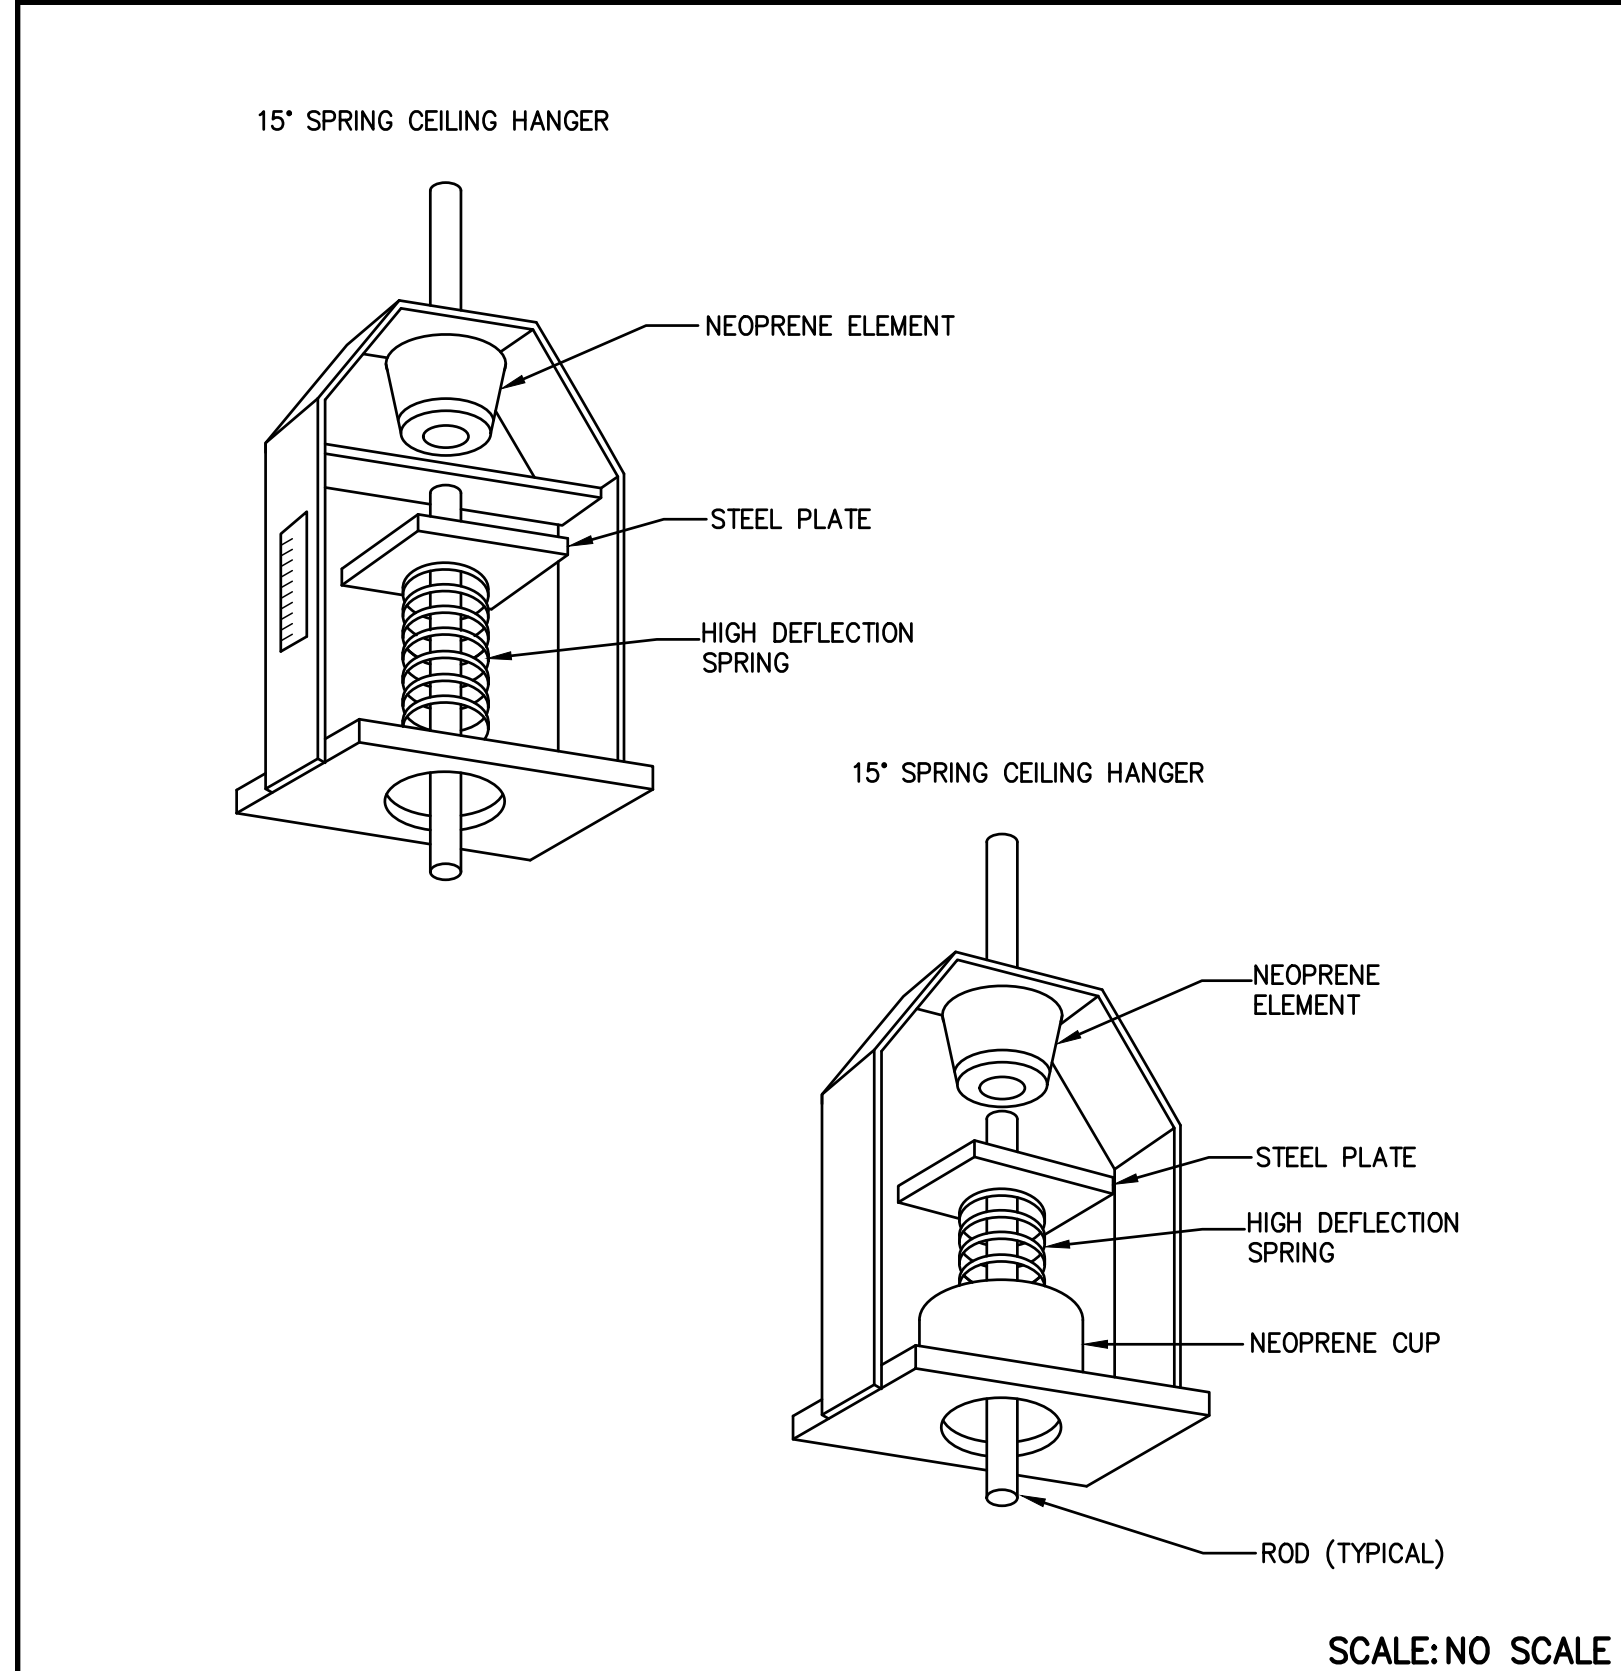 15° SPRING CEILING HANGER
NEOPRENE ELEMENT
STEEL PLATE
HIGH DEFLECTION
SPRING
15° SPRING CEILING HANGER
NEOPRENE
ELEMENT
STEEL PLATE
HIGH DEFLECTION
SPRING
NEOPRENE CUP
ROD (TYPICAL)
SCALE: NO SCALE